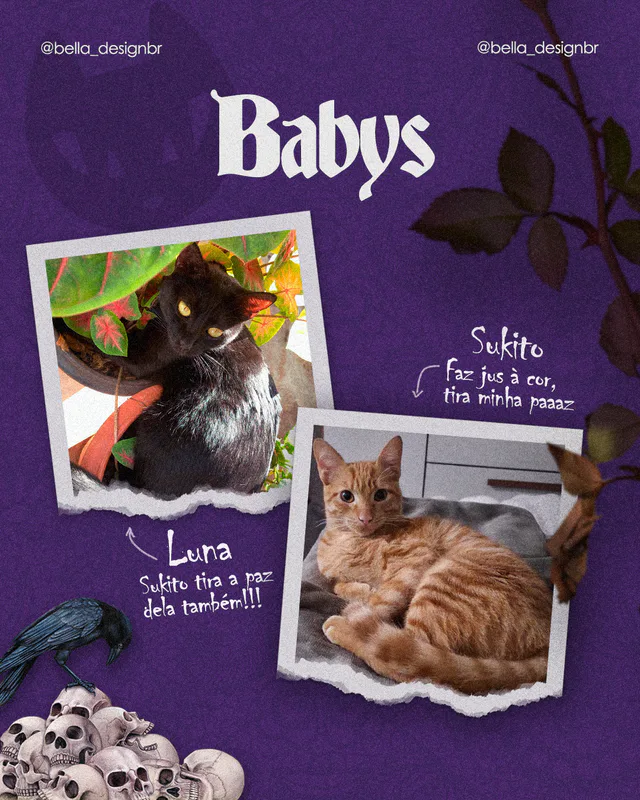 @bella_designbr
@bella_designbr
Babys
Sukito
Faz jus à cor,
tira minha paaaz
Luna
Sukito tira a paz
dela também!!!